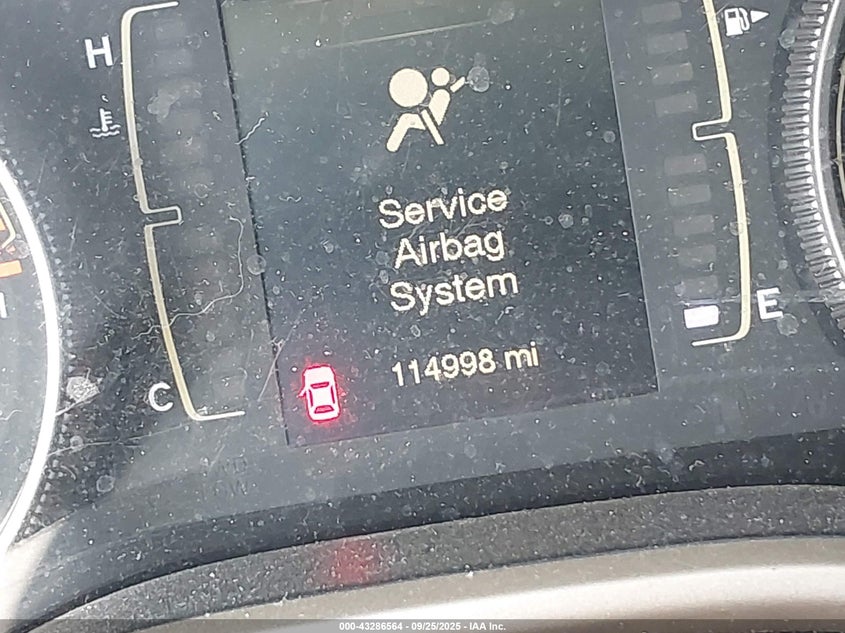 H
Service
Airbag
System
E
114998 mi
C
000-43286564 - 09/25/2025 - IAA Inc.